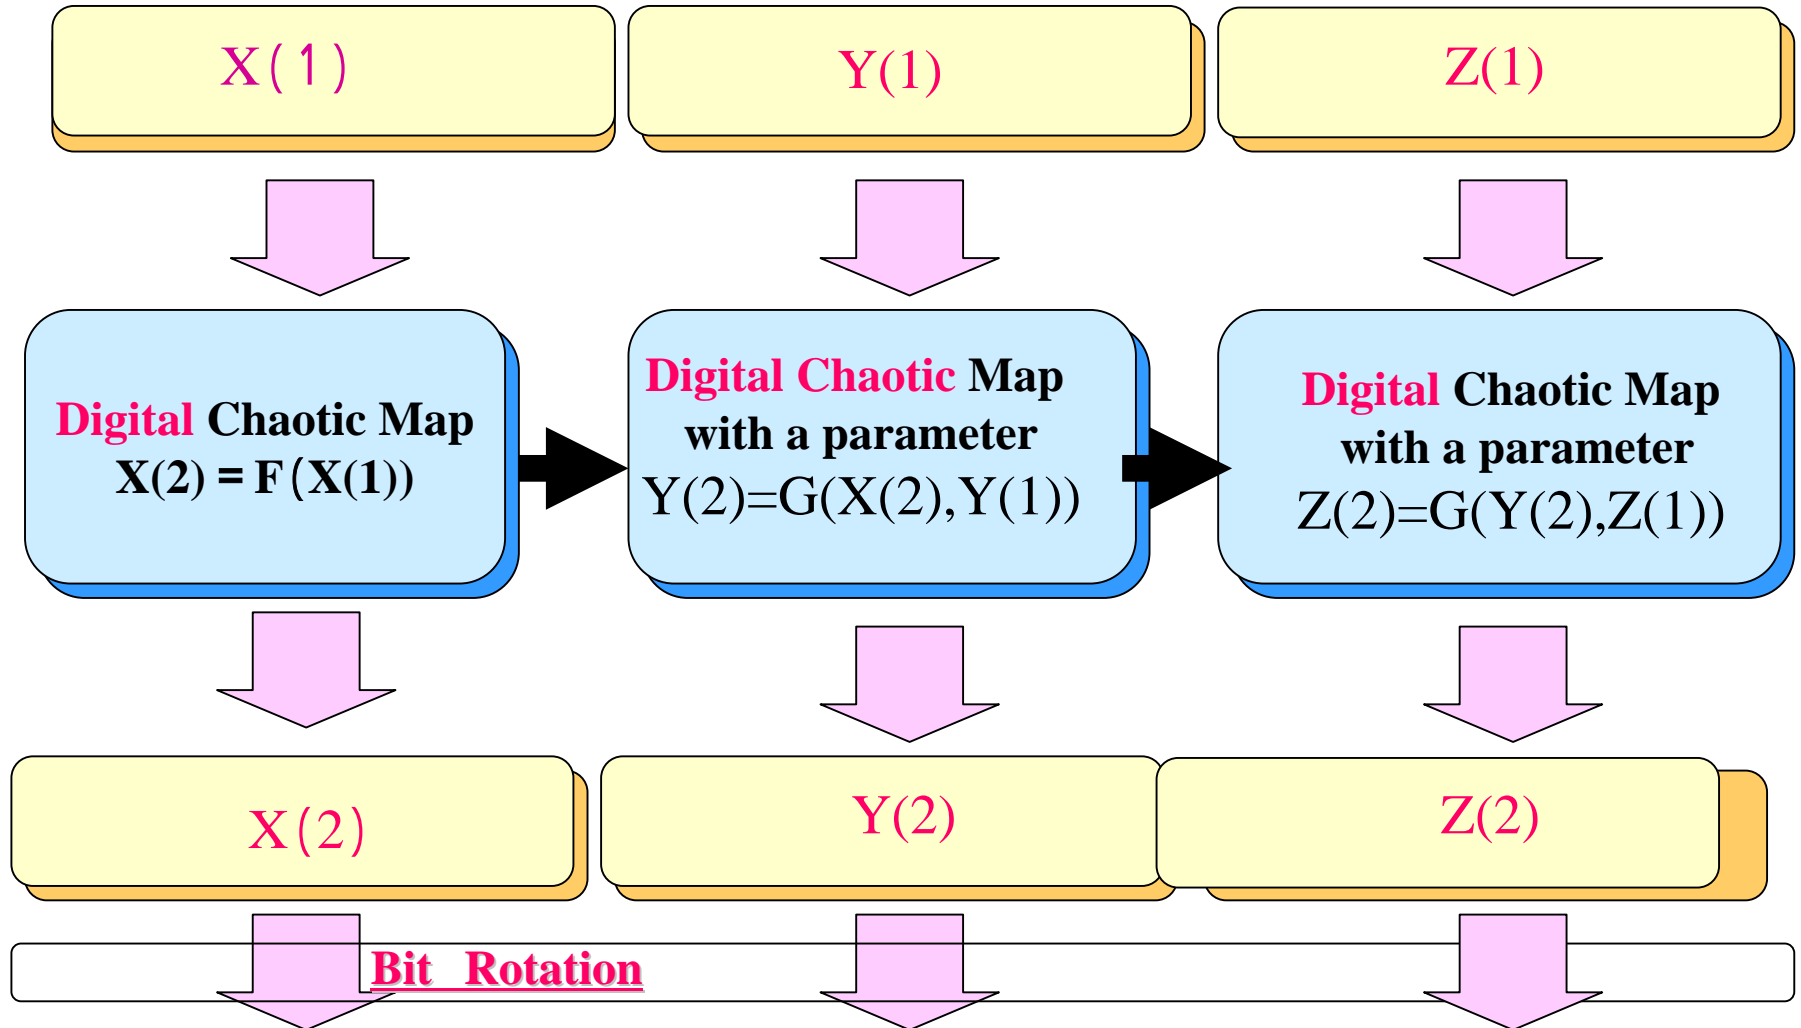 X(1)
Y(1)
Z(1)
Digital Chaotic Map
X(2) = F(X(1))
Digital Chaotic Map
with a parameter
Y(2)=G(X(2),Y(1))
Digital Chaotic Map
with a parameter
Z(2)=G(Y(2),Z(1))
X(2)
Y(2)
Z(2)
Bit Rotation